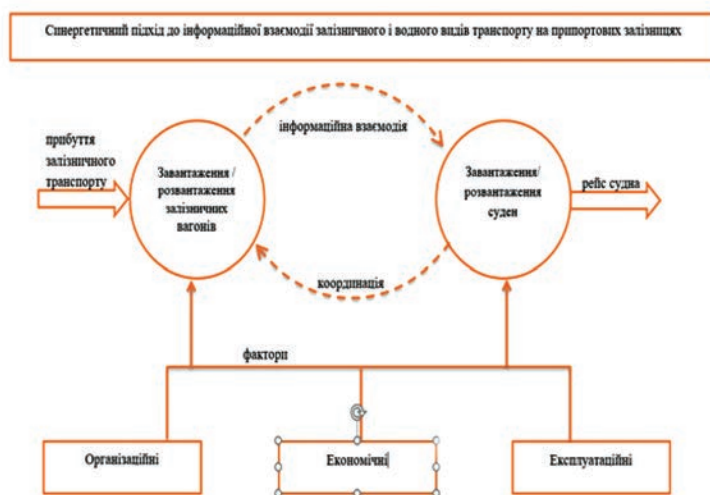 Синергетичний підхід до інформаційної взаємодії залізничного і водного видів транспорту на припортових залізницях
прибуття
залізничного
транспорту
Завантаження /
розвантаження
залізничних
вагонів
інформаційна взаємодія
Завантаження/
розвантаження
суден
рейс судна
координація
фактори
Організаційні
Економічні
Експлуатаційні